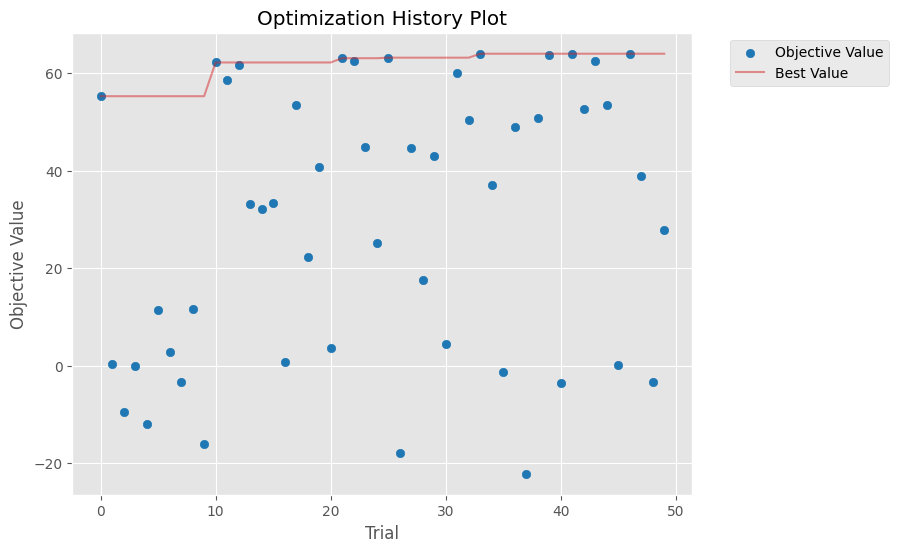 Optimization History Plot
Objective Value
Best Value
Objective Value
60
40
20
0
−20
0 10 20 30 40 50
Trial